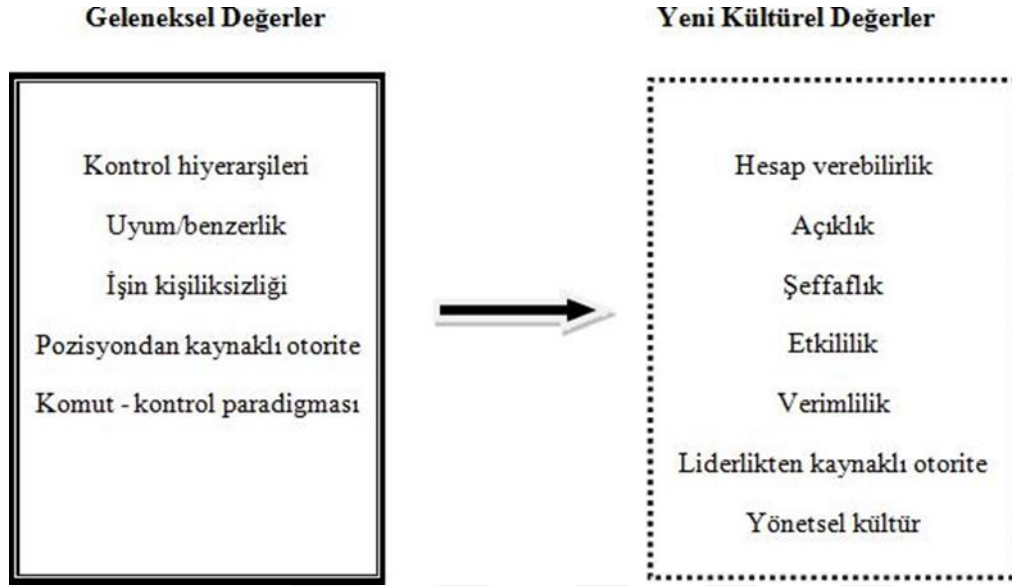 Geleneksel Değerler
Kontrol hiyerarşileri
Uyum/benzerlik
İşin kişiliksizliği
Pozisyondan kaynaklı otorite
Komut - kontrol paradigması
Yeni Kültürel Değerler
Hesap verebilirlik
Açıklık
Şeffaflık
Etkililik
Verimlilik
Liderlikten kaynaklı otorite
Yönetsel kültür